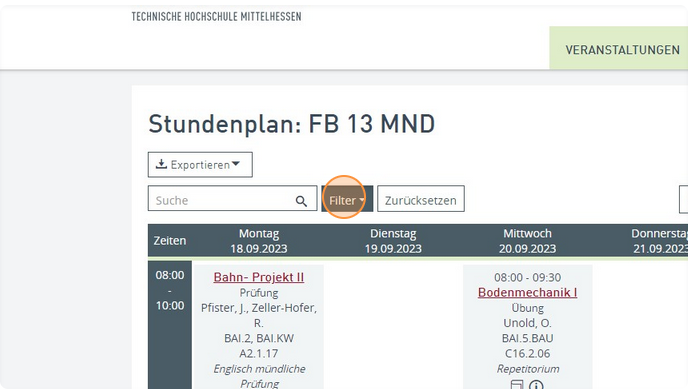 TECHNISCHE HOCHSCHULE MITTELHESSEN
VERANSTALTUNGEN
Stundenplan: FB 13 MND
Exportieren
Suche
Filter
Zurücksetzen
Zeiten
Montag
18.09.2023
Dienstag
19.09.2023
Mittwoch
20.09.2023
Donnerstag
21.09.2023
08:00
-
10:00
Bahn- Projekt II
Prüfung
Pfister, J., Zeller-Hofer,
R.
BAI.2, BAI.KW
A2.1.17
Englisch mündliche
Prüfung
08:00 - 09:30
Bodenmechanik I
Übung
Unold, O.
BAI.5.BAU
C16.2.06
Repetitorium